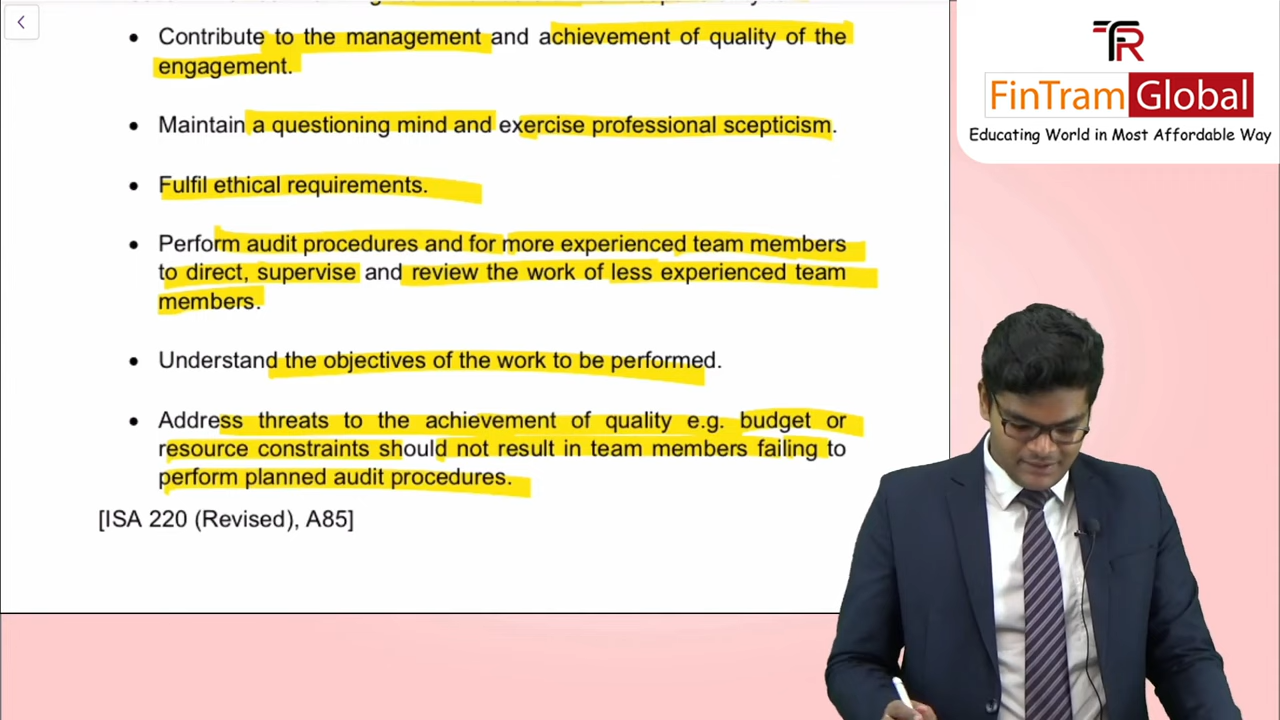 • Contribute to the management and achievement of quality of the
engagement.
• Maintain a questioning mind and exercise professional scepticism.
• Fulfil ethical requirements.
• Perform audit procedures and for more experienced team members
to direct, supervise and review the work of less experienced team
members.
• Understand the objectives of the work to be performed.
• Address threats to the achievement of quality e.g. budget or
resource constraints should not result in team members failing to
perform planned audit procedures.
[ISA 220 (Revised), A85]
FinTram Global
Educating World in Most Affordable Way